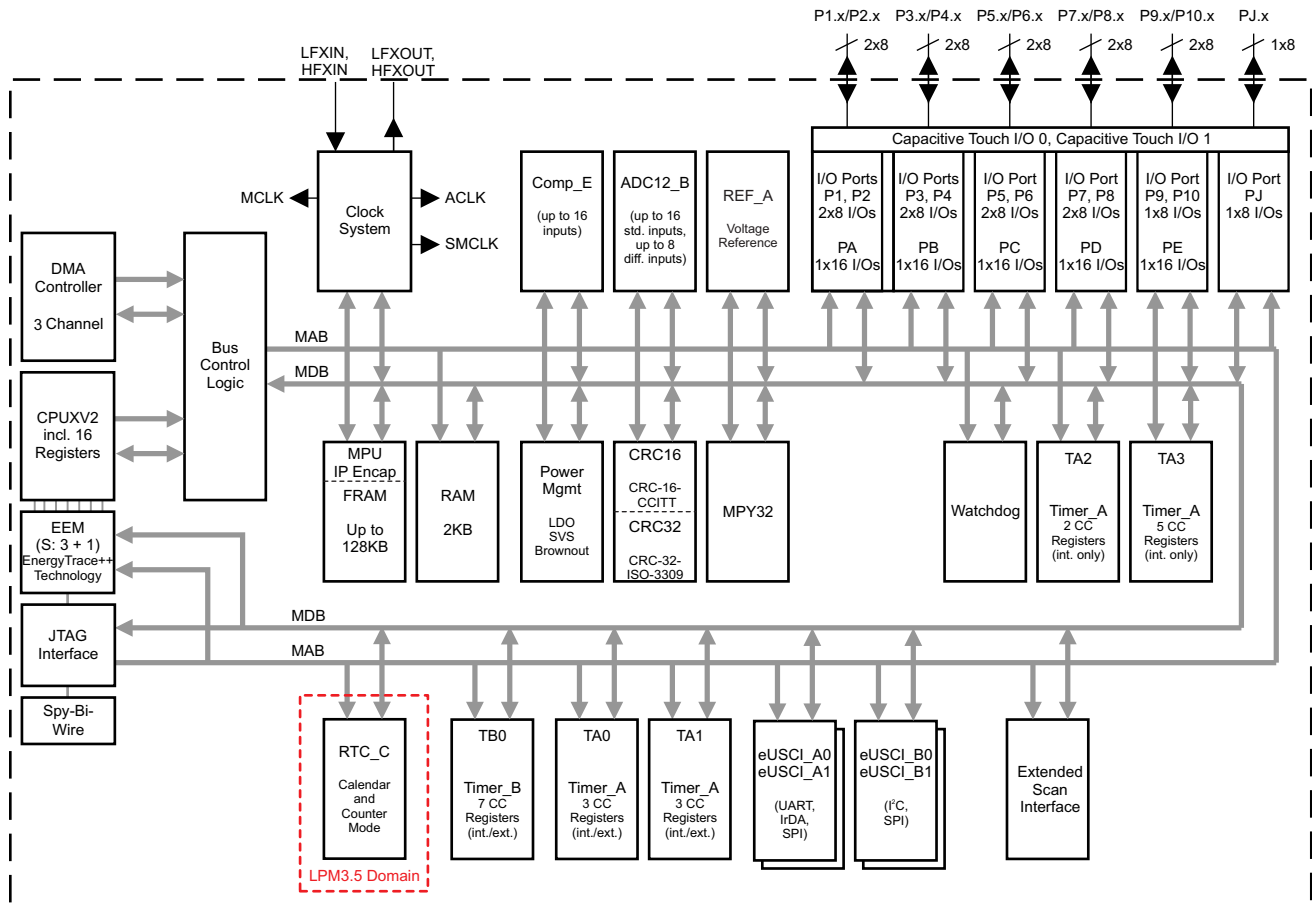 P1.x/P2.x
P3.x/P4.x
P5.x/P6.x
P7.x/P8.x
P9.x/P10.x
PJ.x
2x8
2x8
2x8
2x8
2x8
1x8
LFXIN,
HFXIN
LFXOUT,
HFXOUT
Capacitive Touch I/O 0, Capacitive Touch I/O 1
MCLK
Clock
System
ACLK
SMCLK
Comp_E
(up to 16
inputs)
ADC12_B
(up to 16
std. inputs,
up to 8
diff. inputs)
REF_A
Voltage
Reference
I/O Ports
P1, P2
2x8 I/Os
PA
1x16 I/Os
I/O Ports
P3, P4
2x8 I/Os
PB
1x16 I/Os
I/O Port
P5, P6
2x8 I/Os
PC
1x16 I/Os
I/O Port
P7, P8
2x8 I/Os
PD
1x16 I/Os
I/O Port
P9, P10
1x8 I/Os
PE
1x16 I/Os
I/O Port
PJ
1x8 I/Os
DMA
Controller
3 Channel
Bus
Control
Logic
MAB
MDB
CPUXV2
incl. 16
Registers
MPU
IP Encap
FRAM
Up to
128KB
RAM
2KB
Power
Mgmt
LDO
SVS
Brownout
CRC16
CRC-16-
CCITT
CRC32
CRC-32-
ISO-3309
MPY32
Watchdog
TA2
Timer_A
2 CC
Registers
(int. only)
TA3
Timer_A
5 CC
Registers
(int. only)
EEM
(S: 3 + 1)
EnergyTrace++
Technology
MDB
JTAG
Interface
MAB
Spy-Bi-
Wire
RTC_C
Calendar
and
Counter
Mode
LPM3.5 Domain
TB0
Timer_B
7 CC
Registers
(int./ext.)
TA0
Timer_A
3 CC
Registers
(int./ext.)
TA1
Timer_A
3 CC
Registers
(int./ext.)
eUSCI_A0
eUSCI_A1
(UART,
IrDA,
SPI)
eUSCI_B0
eUSCI_B1
(I²C,
SPI)
Extended
Scan
Interface